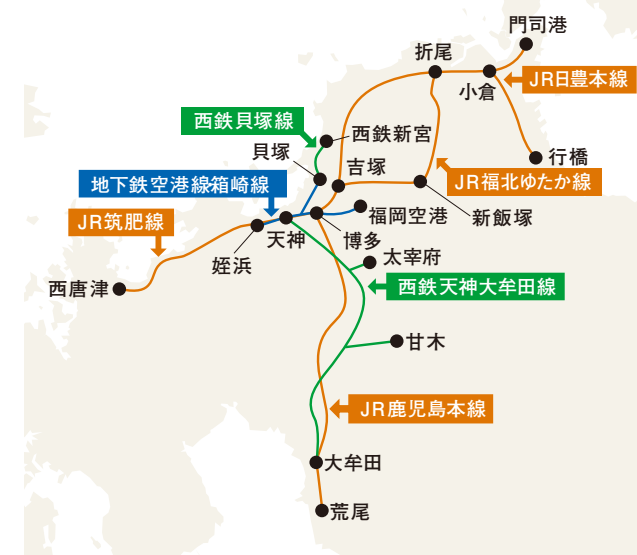 門司港
折尾
小倉
JR日豊本線
西鉄貝塚線
西鉄新宮
貝塚
吉塚
行橋
地下鉄空港線・箱崎線
JR福北ゆたか線
JR筑肥線
福岡空港
新飯塚
天神
博多
姪浜
太宰府
西唐津
西鉄天神大牟田線
甘木
JR鹿児島本線
大牟田
荒尾